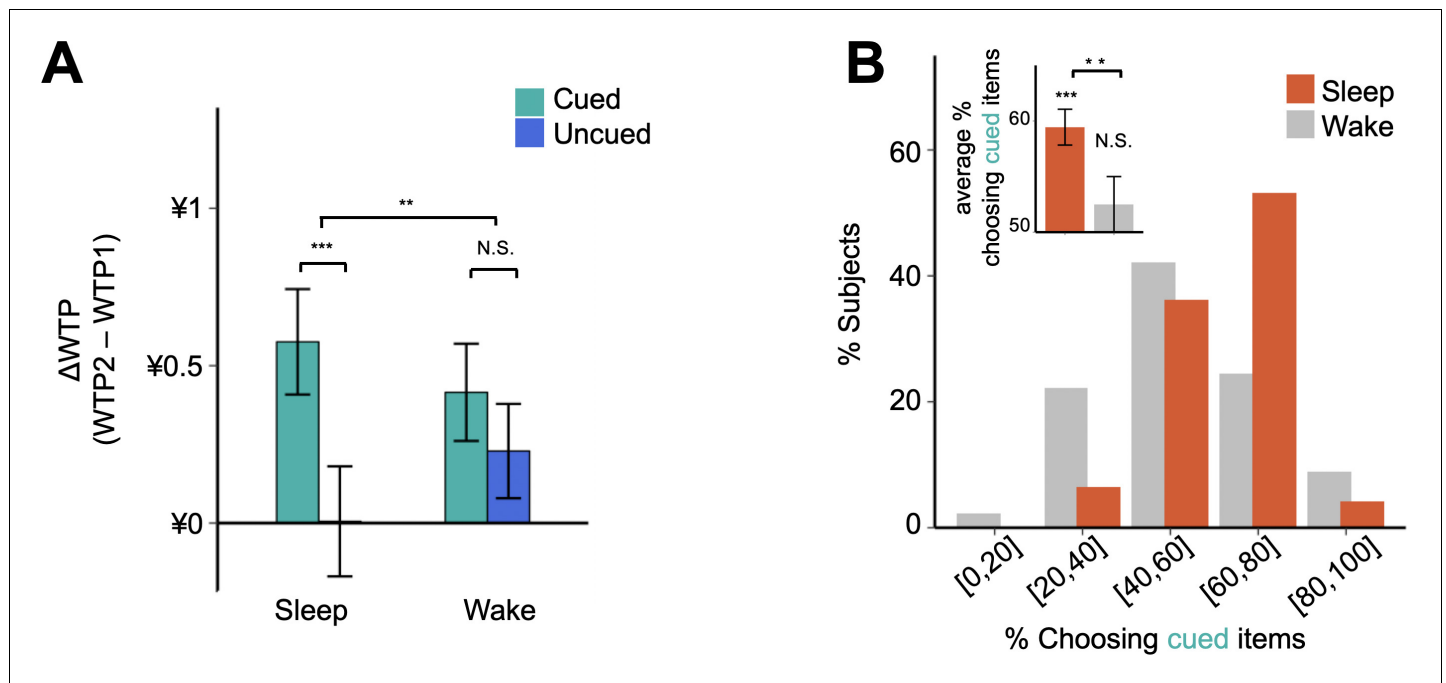 A
Cued
Uncued
ΔWTP
(WTP2 – WTP1)
¥1
¥0.5
¥0
**
***
N.S.
Sleep
Wake
B
Sleep
Wake
average %
choosing cued items
60
50
* *
***
N.S.
% Subjects
60
40
20
0
[0,20]
[20,40]
[40,60]
[60,80]
[80,100]
% Choosing cued items